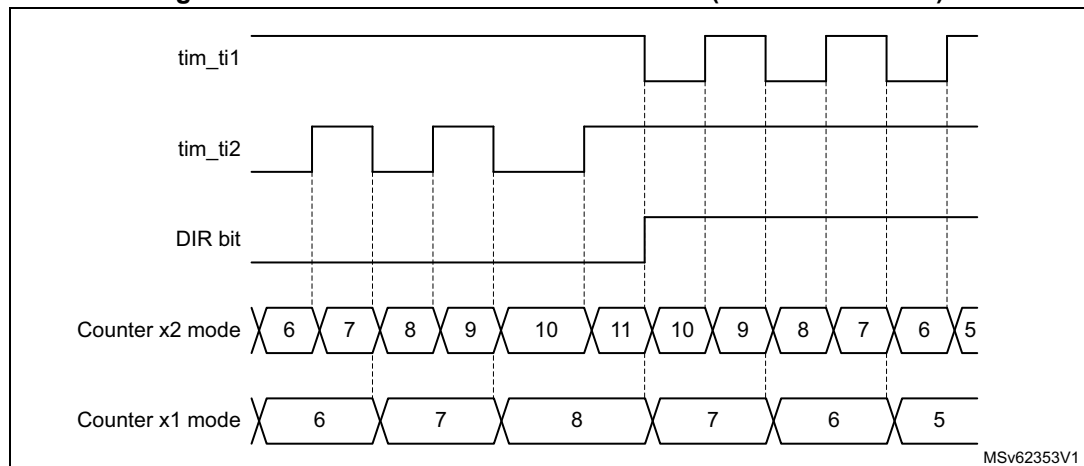 tim_ti1
tim_ti2
DIR bit
Counter x2 mode 6 7 8 9 10 11 10 9 8 7 6 5
Counter x1 mode 6 7 8 7 6 5
MSv62353V1